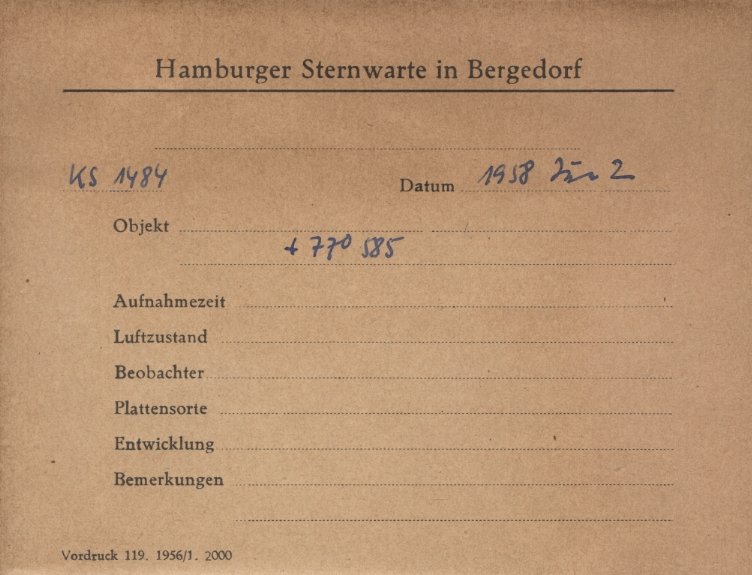 Hamburger Sternwarte in Bergedorf
KS 1484
Datum 1958 2
Objekt
+ 77° 585
Aufnahmezeit
Luftzustand
Beobachter
Plattensorte
Entwicklung
Bemerkungen
Vordruck 119. 1956/1. 2000